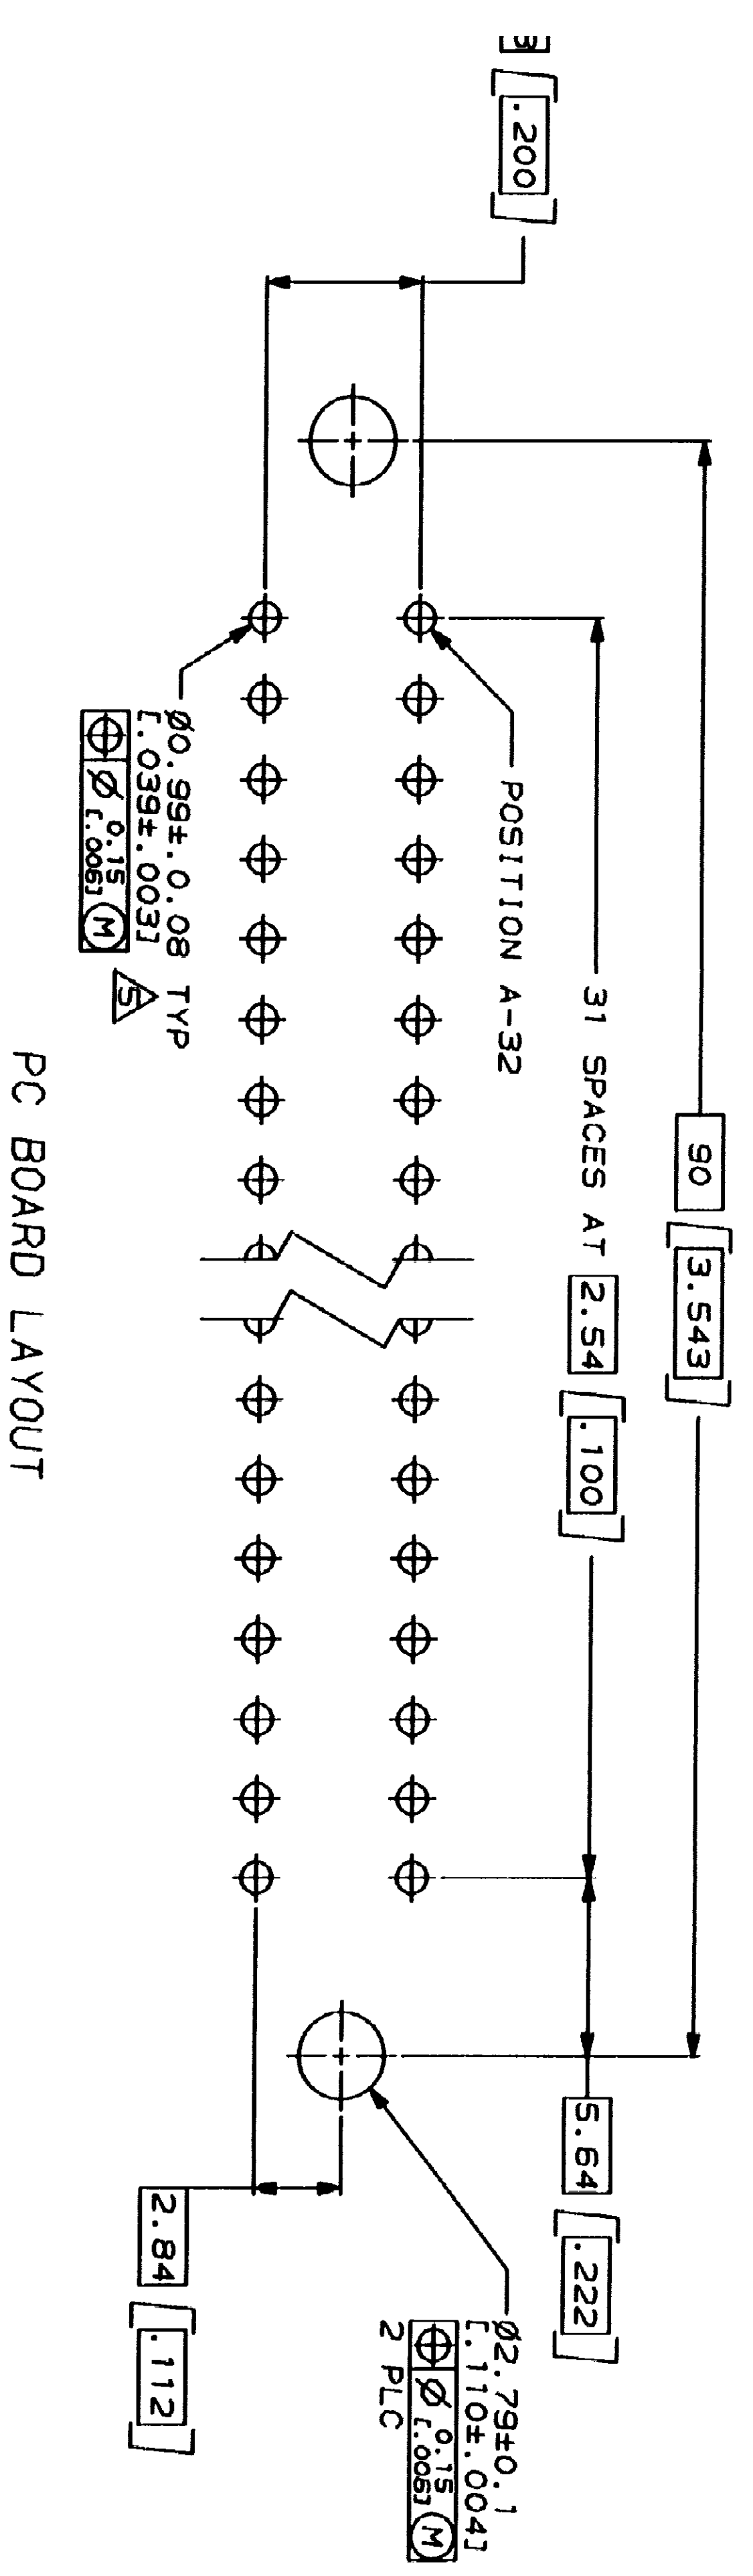 [.200]
90 [3.543]
31 SPACES AT 2.54 [.100]
POSITION A-32
Ø0.99±.0.08 TYP
[.039±.003]
Ø 0.15 M
[.006]
5
5.64 [.222]
Ø2.79±0.1
[.110±.004]
Ø 0.15 M
[.006]
2 PLC
2.84 [.112]
PC BOARD LAYOUT